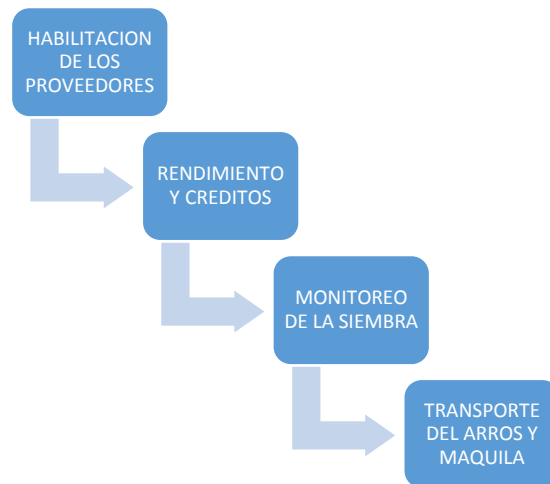 HABILITACION
DE LOS
PROVEEDORES
RENDIMIENTO
Y CREDITOS
MONITOREO
DE LA SIEMBRA
TRANSPORTE
DEL ARROS Y
MAQUILA